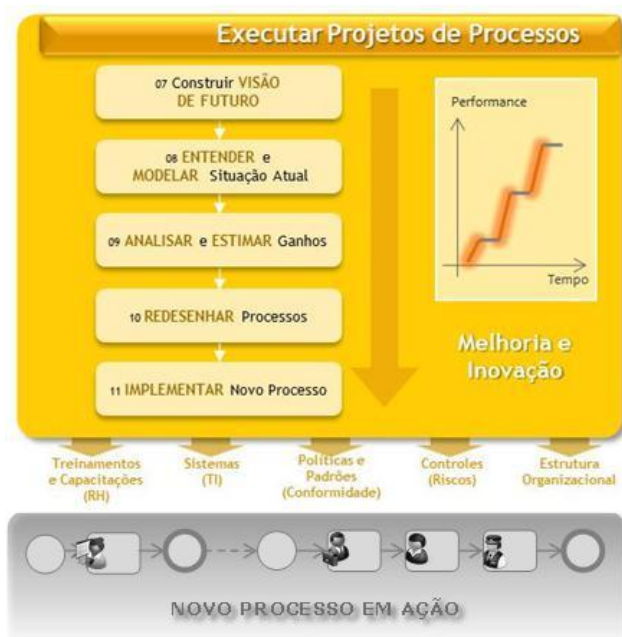 Executar Projetos de Processos
07 Construir VISÃO
DE FUTURO
08 ENTENDER e
MODELAR Situação Atual
09 ANALISAR e ESTIMAR Ganhos
10 REDESENHAR Processos
11 IMPLEMENTAR Novo Processo
Performance
Tempo
Melhoria e
Inovação
Treinamentos
e Capacitações
(RH)
Sistemas
(TI)
Políticas e
Padrões
(Conformidade)
Controles
(Riscos)
Estrutura
Organizacional
NOVO PROCESSO EM AÇÃO